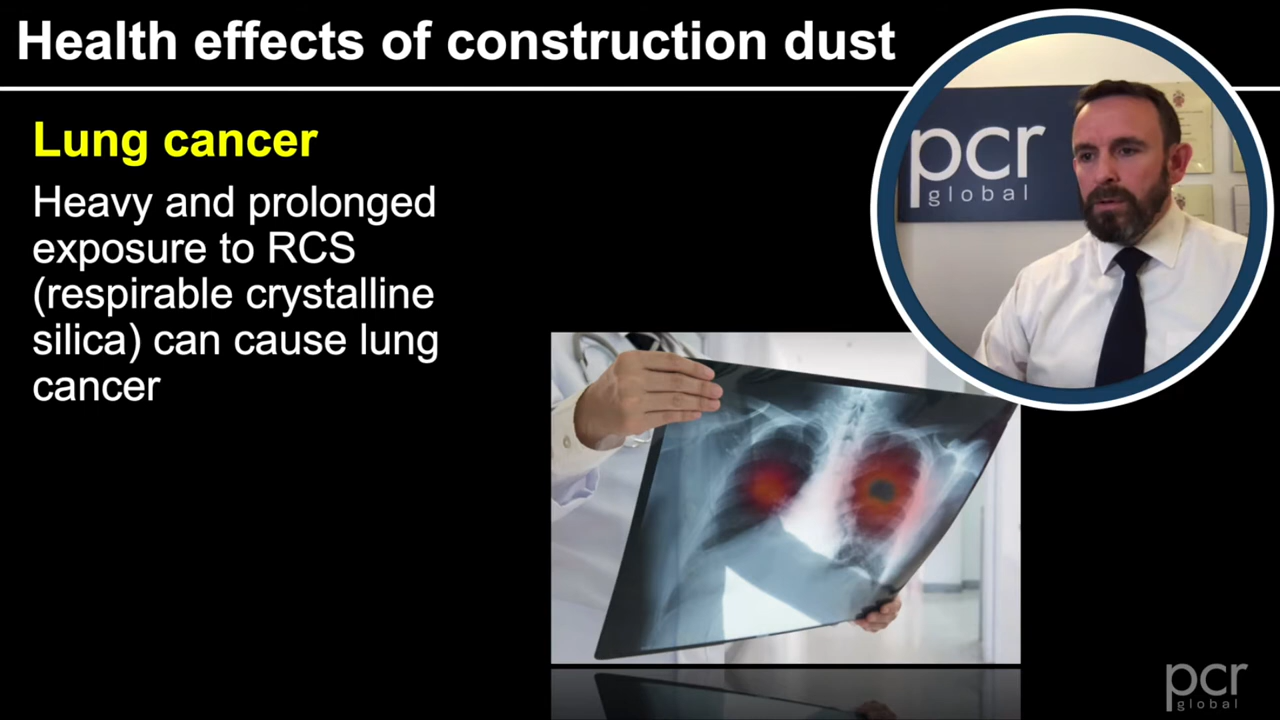 Health effects of construction dust
Lung cancer
Heavy and prolonged
exposure to RCS
(respirable crystalline
silica) can cause lung
cancer
pcr
global
pcr
global